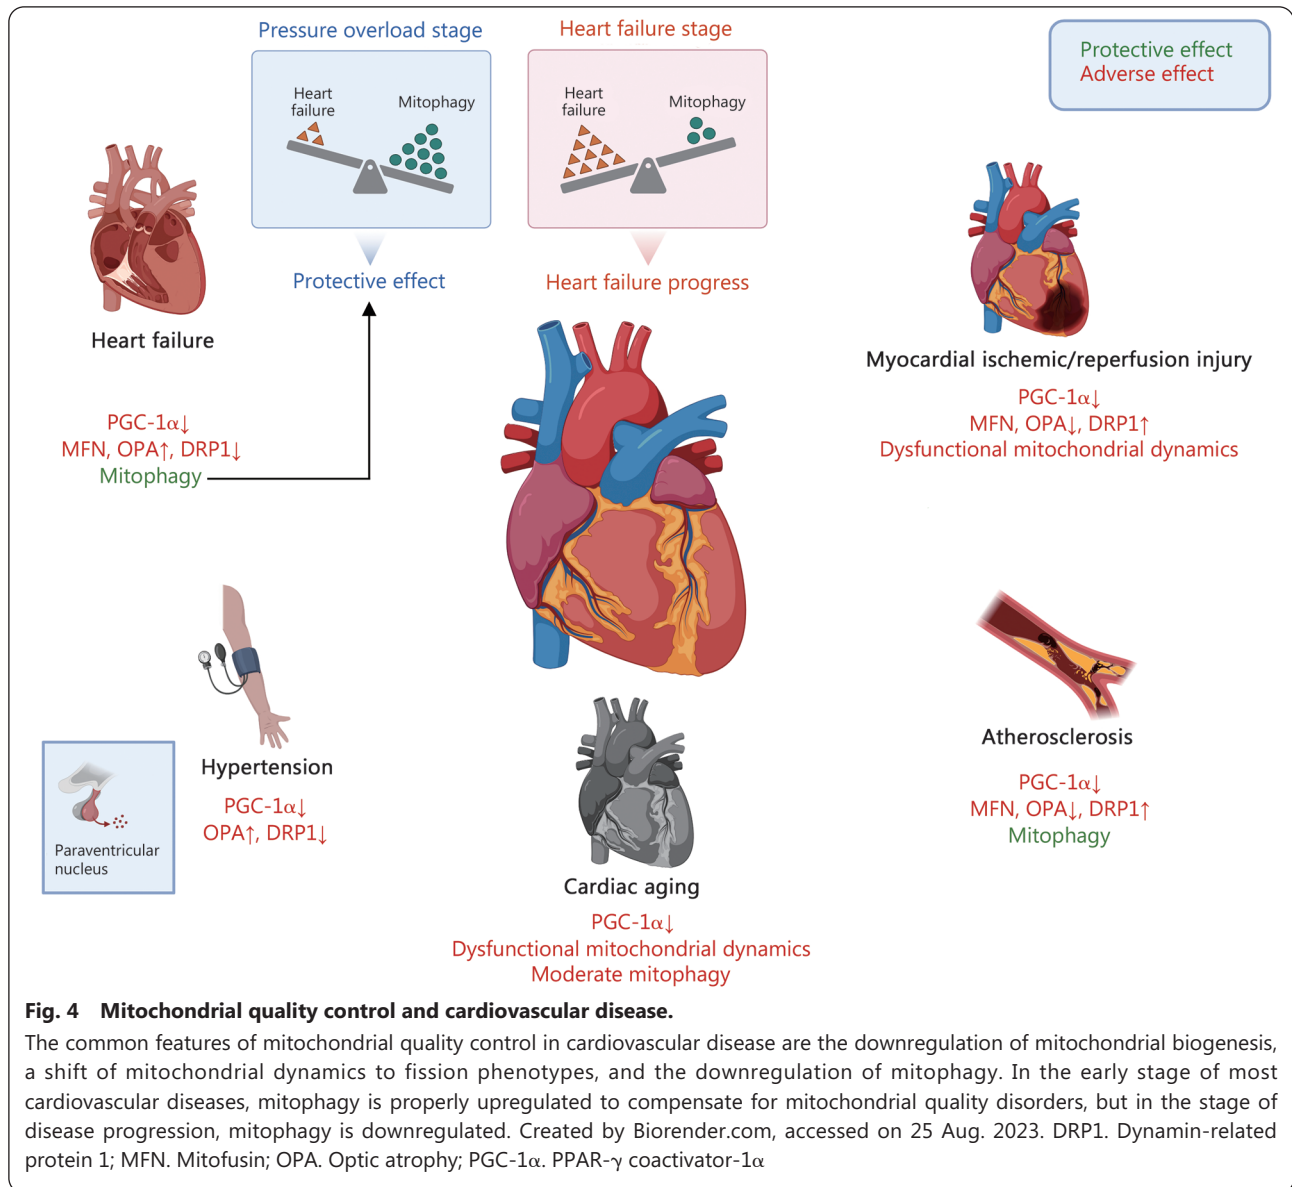 Pressure overload stage
Heart
failure
Mitophagy
Protective effect
Heart failure stage
Heart
failure
Mitophagy
Heart failure progress
Protective effect
Adverse effect
Heart failure
PGC-1α↓
MFN, OPA↑, DRP1↓
Mitophagy
Myocardial ischemic/reperfusion injury
PGC-1α↓
MFN, OPA↓, DRP1↑
Dysfunctional mitochondrial dynamics
Hypertension
PGC-1α↓
OPA↑, DRP1↓
Paraventricular
nucleus
Cardiac aging
PGC-1α↓
Dysfunctional mitochondrial dynamics
Moderate mitophagy
Atherosclerosis
PGC-1α↓
MFN, OPA↓, DRP1↑
Mitophagy
Fig. 4 Mitochondrial quality control and cardiovascular disease.
The common features of mitochondrial quality control in cardiovascular disease are the downregulation of mitochondrial biogenesis,
a shift of mitochondrial dynamics to fission phenotypes, and the downregulation of mitophagy. In the early stage of most
cardiovascular diseases, mitophagy is properly upregulated to compensate for mitochondrial quality disorders, but in the stage of
disease progression, mitophagy is downregulated. Created by Biorender.com, accessed on 25 Aug. 2023. DRP1. Dynamin-related
protein 1; MFN. Mitofusin; OPA. Optic atrophy; PGC-1α. PPAR-γ coactivator-1α